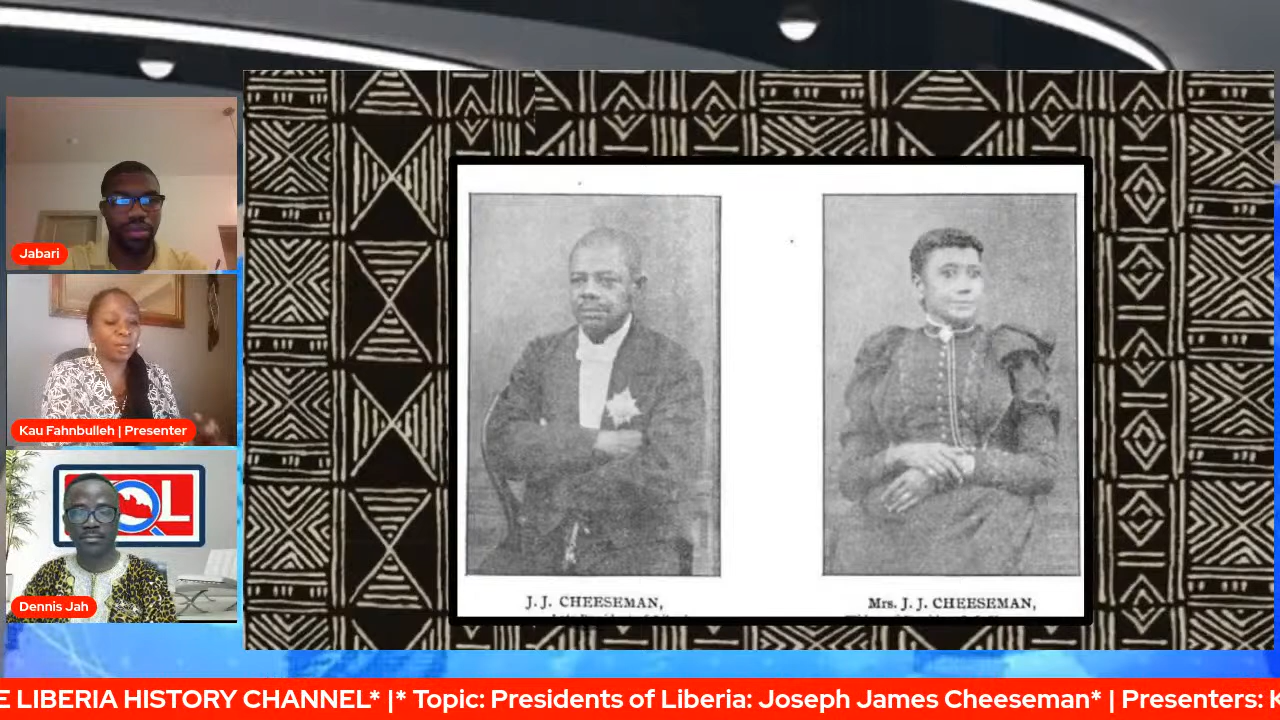 Jabari
Kau Fahnbulleh | Presenter
QL
Dennis Jah
J. J. CHEESEMAN,
Mrs. J. J. CHEESEMAN,
E LIBERIA HISTORY CHANNEL* |* Topic: Presidents of Liberia: Joseph James Cheeseman* | Presenters: K